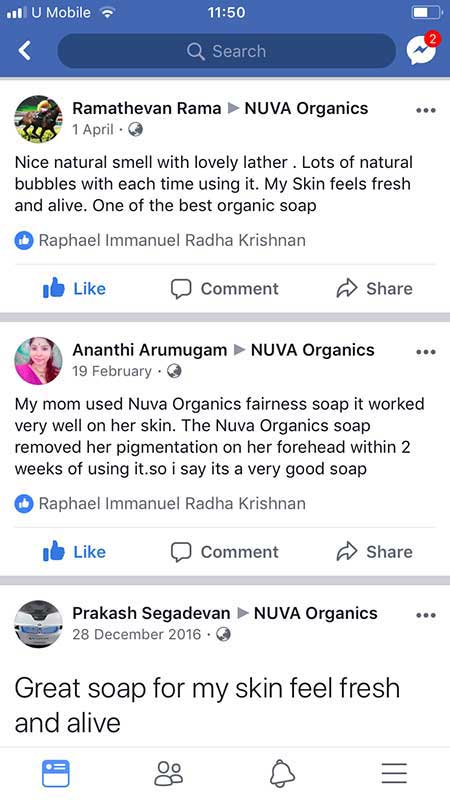 U Mobile 11:50
Search
2
Ramathevan Rama ▶ NUVA Organics
1 April ·
Nice natural smell with lovely lather . Lots of natural
bubbles with each time using it. My Skin feels fresh
and alive. One of the best organic soap
Raphael Immanuel Radha Krishnan
Like Comment Share
Ananthi Arumugam ▶ NUVA Organics
19 February ·
My mom used Nuva Organics fairness soap it worked
very well on her skin. The Nuva Organics soap
removed her pigmentation on her forehead within 2
weeks of using it.so i say its a very good soap
Raphael Immanuel Radha Krishnan
Like Comment Share
Prakash Segadevan ▶ NUVA Organics
28 December 2016 ·
Great soap for my skin feel fresh
and alive